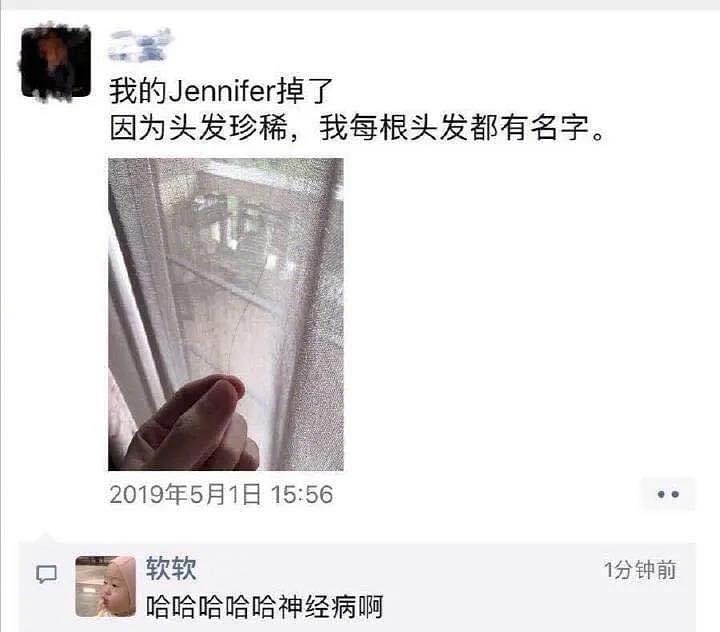 我的Jennifer掉了
因为头发珍稀，我每根头发都有名字。
2019年5月1日 15:56
软软
1分钟前
哈哈哈哈哈神经病啊